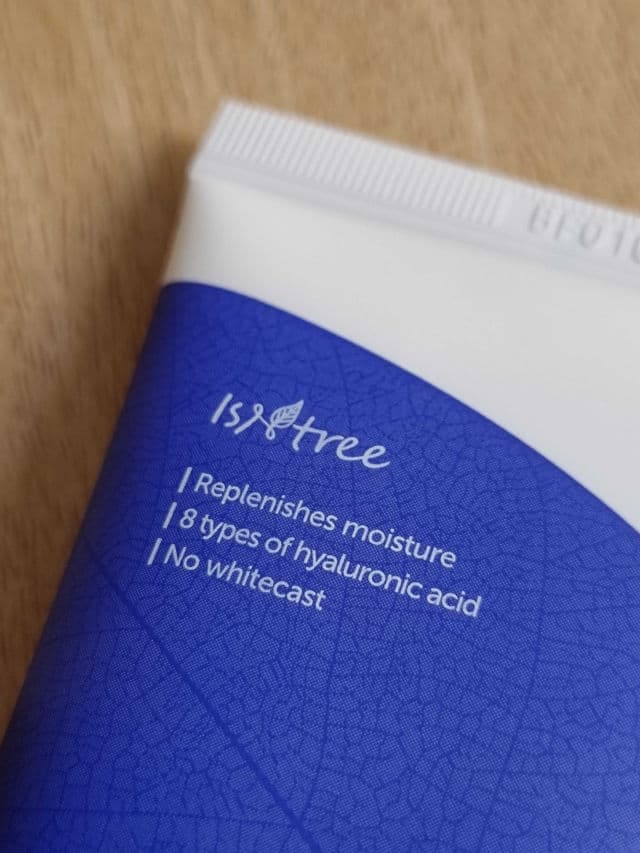 Isntree
Replenishes moisture
8 types of hyaluronic acid
No whitecast